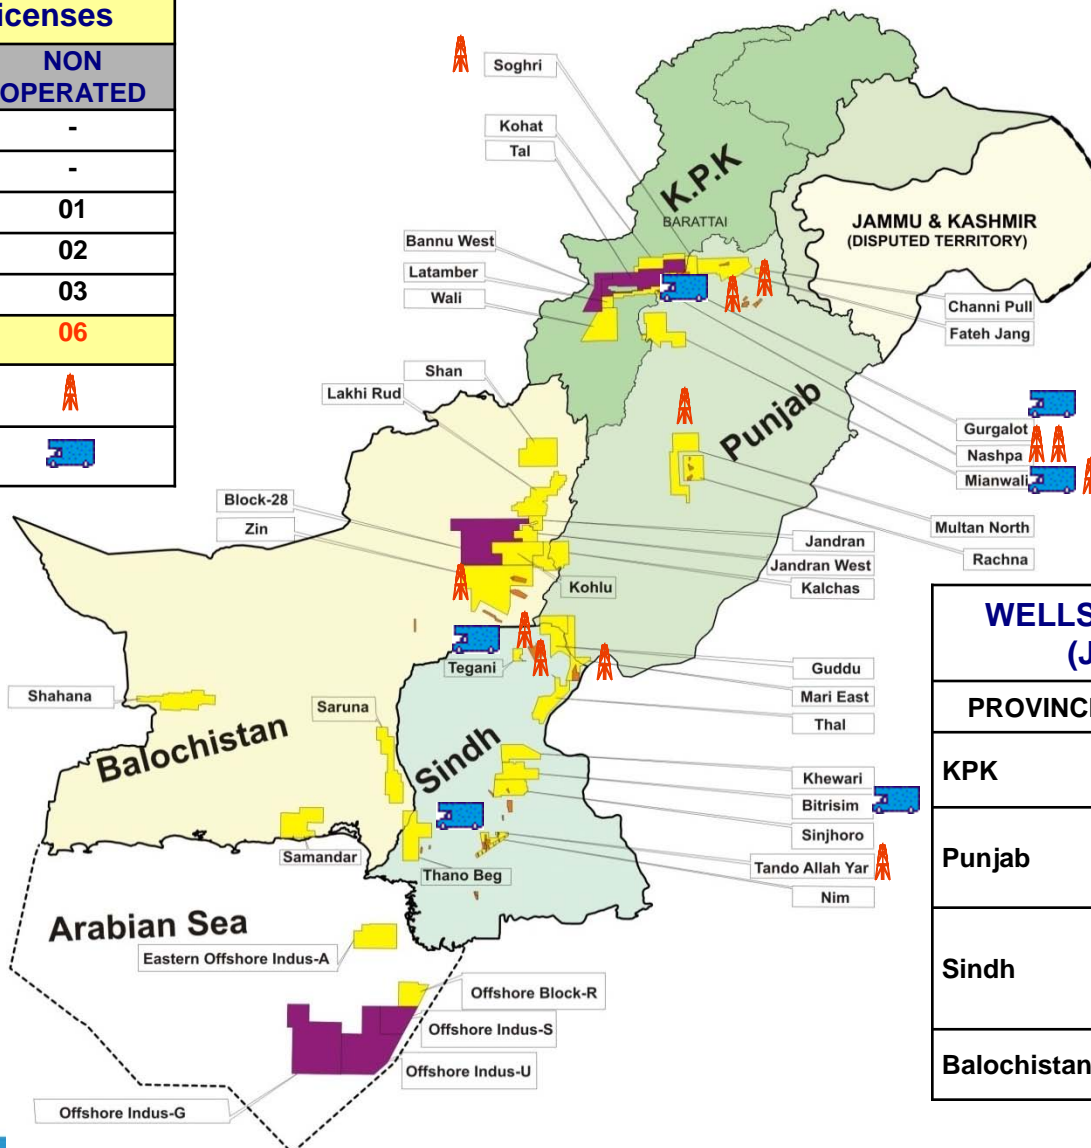 icenses
NON
OPERATED
-
-
01
02
03
06
Soghri
Kohat
Tal
K.P.K
BARATTAI
JAMMU & KASHMIR
(DISPUTED TERRITORY)
Bannu West
Latamber
Wali
Channi Pull
Fateh Jang
Shan
Lakhi Rud
Punjab
Gurgalot
Nashpa
Mianwali
Block-28
Zin
Multan North
Rachna
Jandran
Jandran West
Kalchas
Kohlu
Tegani
Guddu
Mari East
Thal
Shahana
Saruna
Balochistan
Sindh
Khewari
Bitrisim
Sinjhoro
Samandar
Thano Beg
Tando Allah Yar
Nim
Arabian Sea
Eastern Offshore Indus-A
Offshore Block-R
Offshore Indus-S
Offshore Indus-U
Offshore Indus-G
WELLS
(J
PROVINC
KPK
Punjab
Sindh
Balochistan